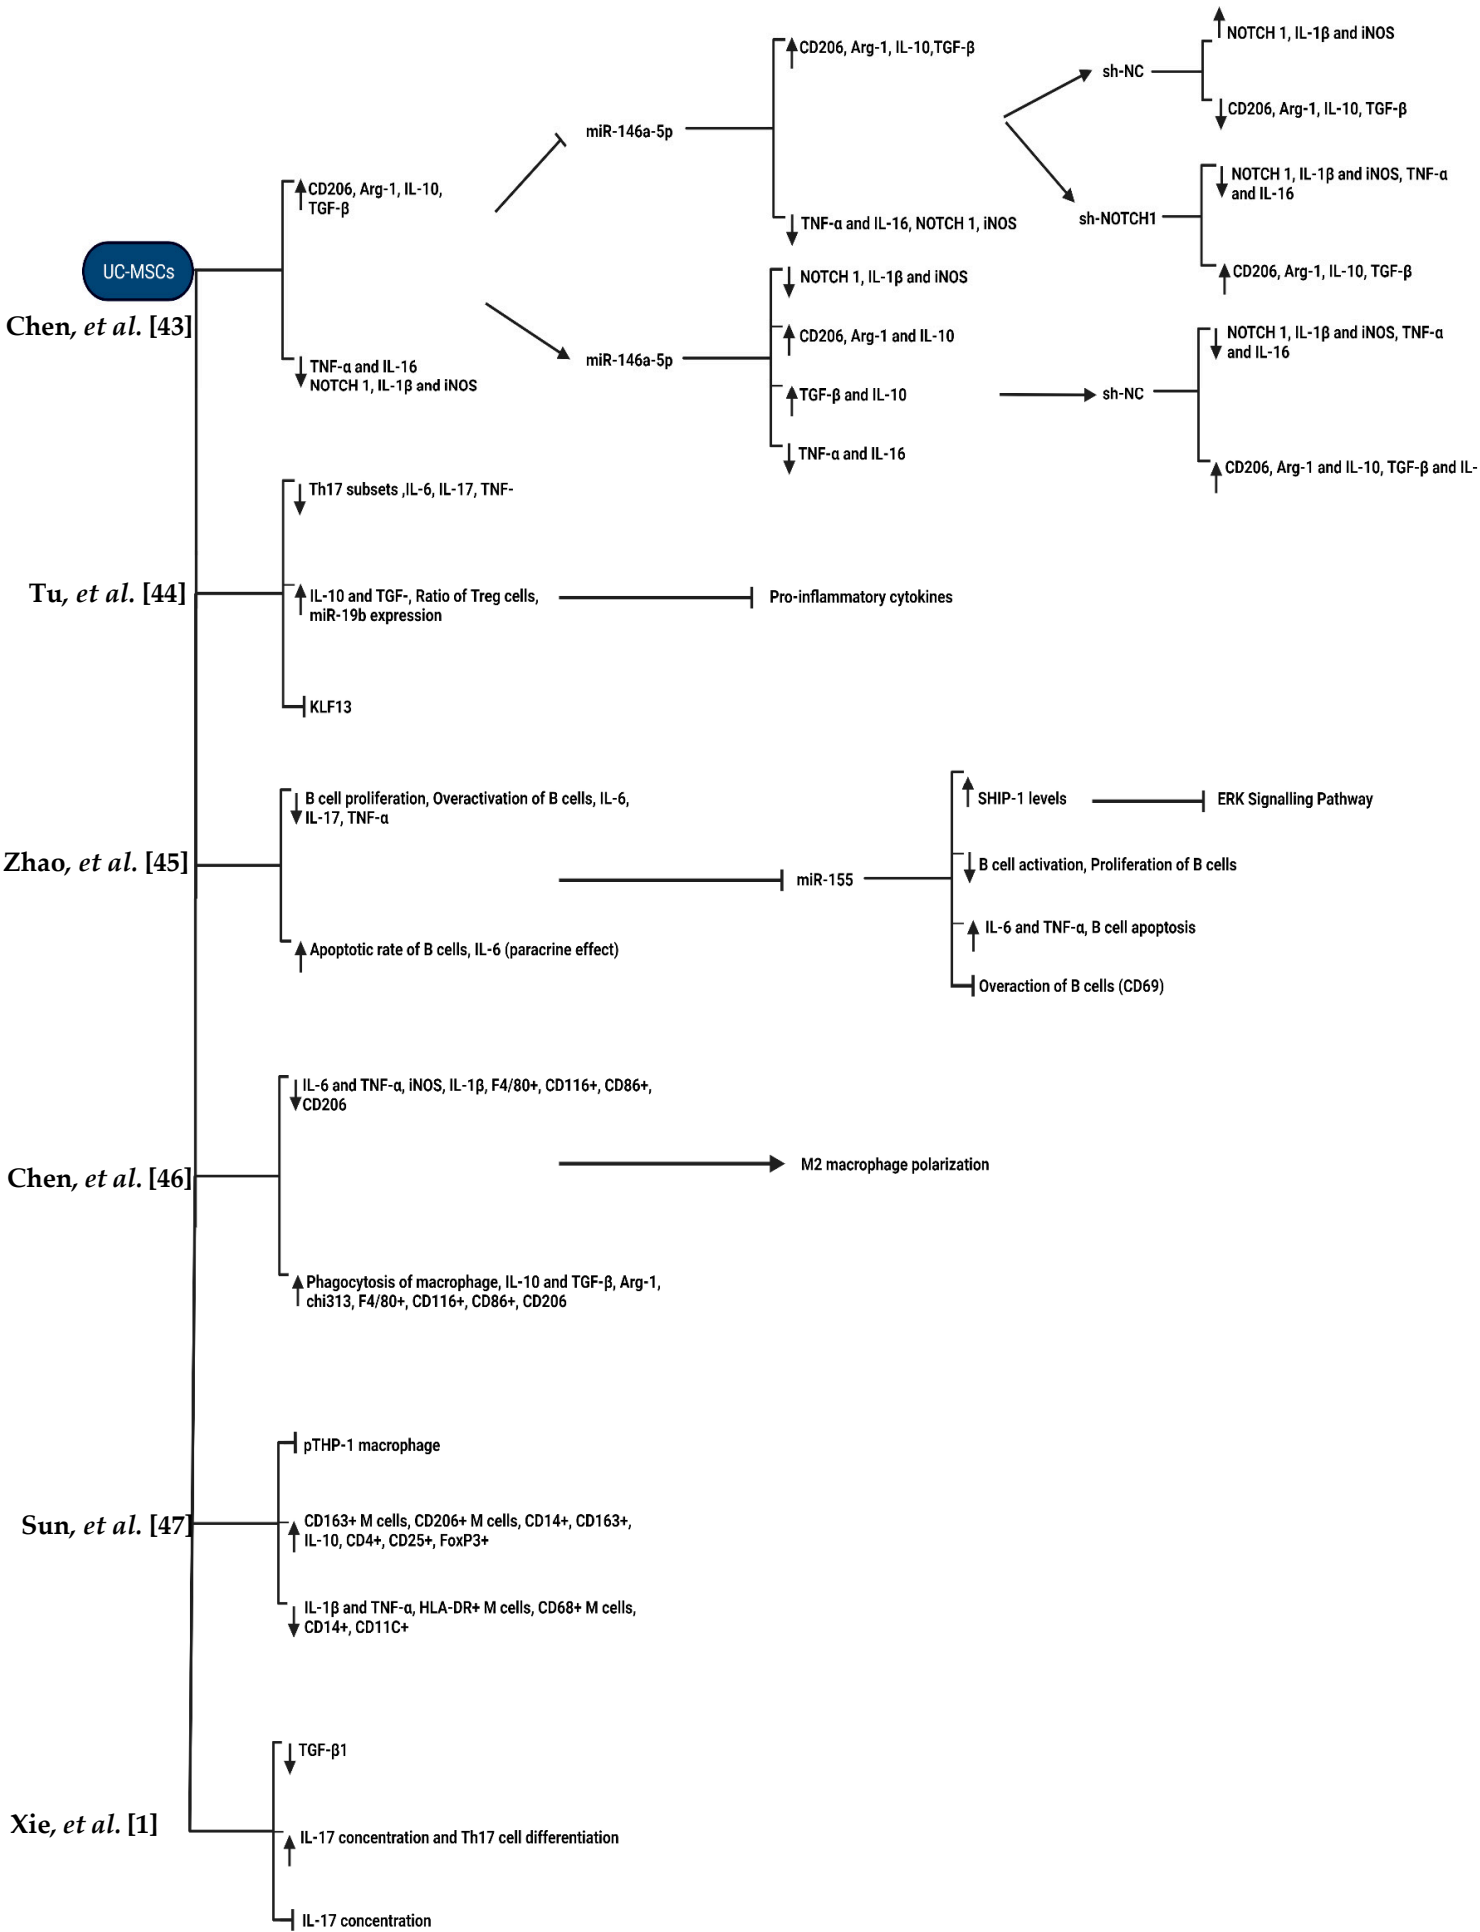 NOTCH 1, IL-1β and iNOS
CD206, Arg-1, IL-10,TGF-β
sh-NC
CD206, Arg-1, IL-10, TGF-β
miR-146a-5p
NOTCH 1, IL-1β and iNOS, TNF-α
and IL-16
CD206, Arg-1, IL-10,
TGF-β
TNF-α and IL-16, NOTCH 1, iNOS
sh-NOTCH1
UC-MSCs
CD206, Arg-1, IL-10, TGF-β
NOTCH 1, IL-1β and iNOS
Chen, et al. [43]
CD206, Arg-1 and IL-10
NOTCH 1, IL-1β and iNOS, TNF-α
and IL-16
TNF-α and IL-16
NOTCH 1, IL-1β and iNOS
miR-146a-5p
TGF-β and IL-10
sh-NC
TNF-α and IL-16
CD206, Arg-1 and IL-10, TGF-β and IL-
Th17 subsets ,IL-6, IL-17, TNF-
Tu, et al. [44]
IL-10 and TGF-, Ratio of Treg cells,
miR-19b expression
Pro-inflammatory cytokines
KLF13
B cell proliferation, Overactivation of B cells, IL-6,
IL-17, TNF-α
SHIP-1 levels
ERK Signalling Pathway
Zhao, et al. [45]
miR-155
B cell activation, Proliferation of B cells
IL-6 and TNF-α, B cell apoptosis
Apoptotic rate of B cells, IL-6 (paracrine effect)
Overaction of B cells (CD69)
IL-6 and TNF-α, iNOS, IL-1β, F4/80+, CD116+, CD86+,
CD206
Chen, et al. [46]
M2 macrophage polarization
Phagocytosis of macrophage, IL-10 and TGF-β, Arg-1,
chi313, F4/80+, CD116+, CD86+, CD206
pTHP-1 macrophage
Sun, et al. [47]
CD163+ M cells, CD206+ M cells, CD14+, CD163+,
IL-10, CD4+, CD25+, FoxP3+
IL-1β and TNF-α, HLA-DR+ M cells, CD68+ M cells,
CD14+, CD11C+
TGF-β1
Xie, et al. [1]
IL-17 concentration and Th17 cell differentiation
IL-17 concentration